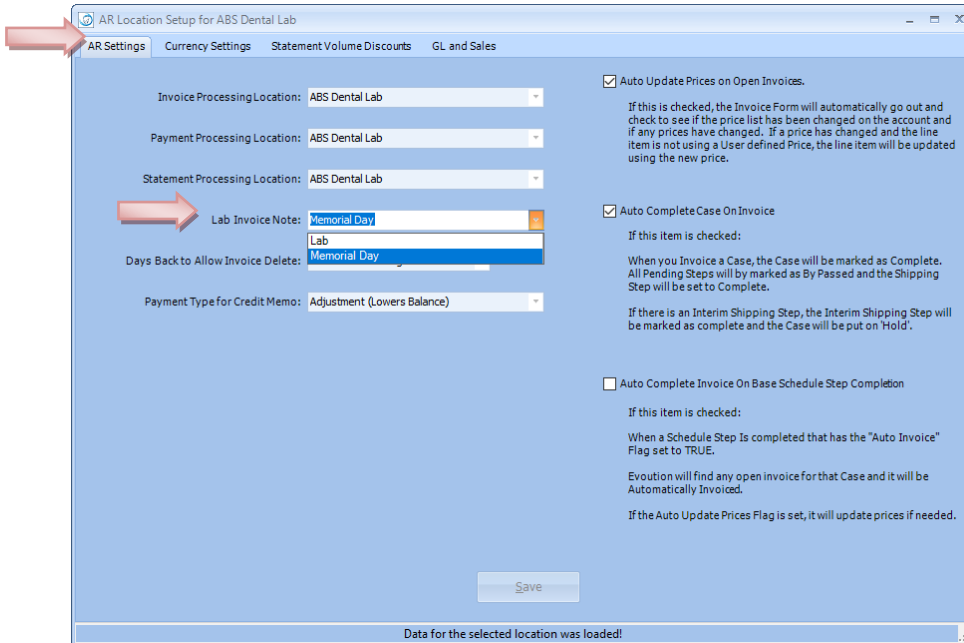 AR Location Setup for ABS Dental Lab
AR Settings Currency Settings Statement Volume Discounts GL and Sales
Invoice Processing Location: ABS Dental Lab
Payment Processing Location: ABS Dental Lab
Statement Processing Location: ABS Dental Lab
Lab Invoice Note: Memorial Day
Lab
Memorial Day
Days Back to Allow Invoice Delete:
Payment Type for Credit Memo: Adjustment (Lowers Balance)
Auto Update Prices on Open Invoices.
If this is checked, the Invoice Form will automatically go out and
check to see if the price list has been changed on the account and
if any prices have changed. If a price has changed and the line
item is not using a User defined Price, the line item will be updated
using the new price.
Auto Complete Case On Invoice
If this item is checked:
When you Invoice a Case, the Case will be marked as Complete.
All Pending Steps will by marked as By Passed and the Shipping
Step will be set to Complete.
If there is an Interim Shipping Step, the Interim Shipping Step will
be marked as complete and the Case will be put on 'Hold'.
Auto Complete Invoice On Base Schedule Step Completion
If this item is checked:
When a Schedule Step Is completed that has the "Auto Invoice"
Flag set to TRUE.
Evoution will find any open invoice for that Case and it will be
Automatically Invoiced.
If the Auto Update Prices Flag is set, it will update prices if needed.
Save
Data for the selected location was loaded!